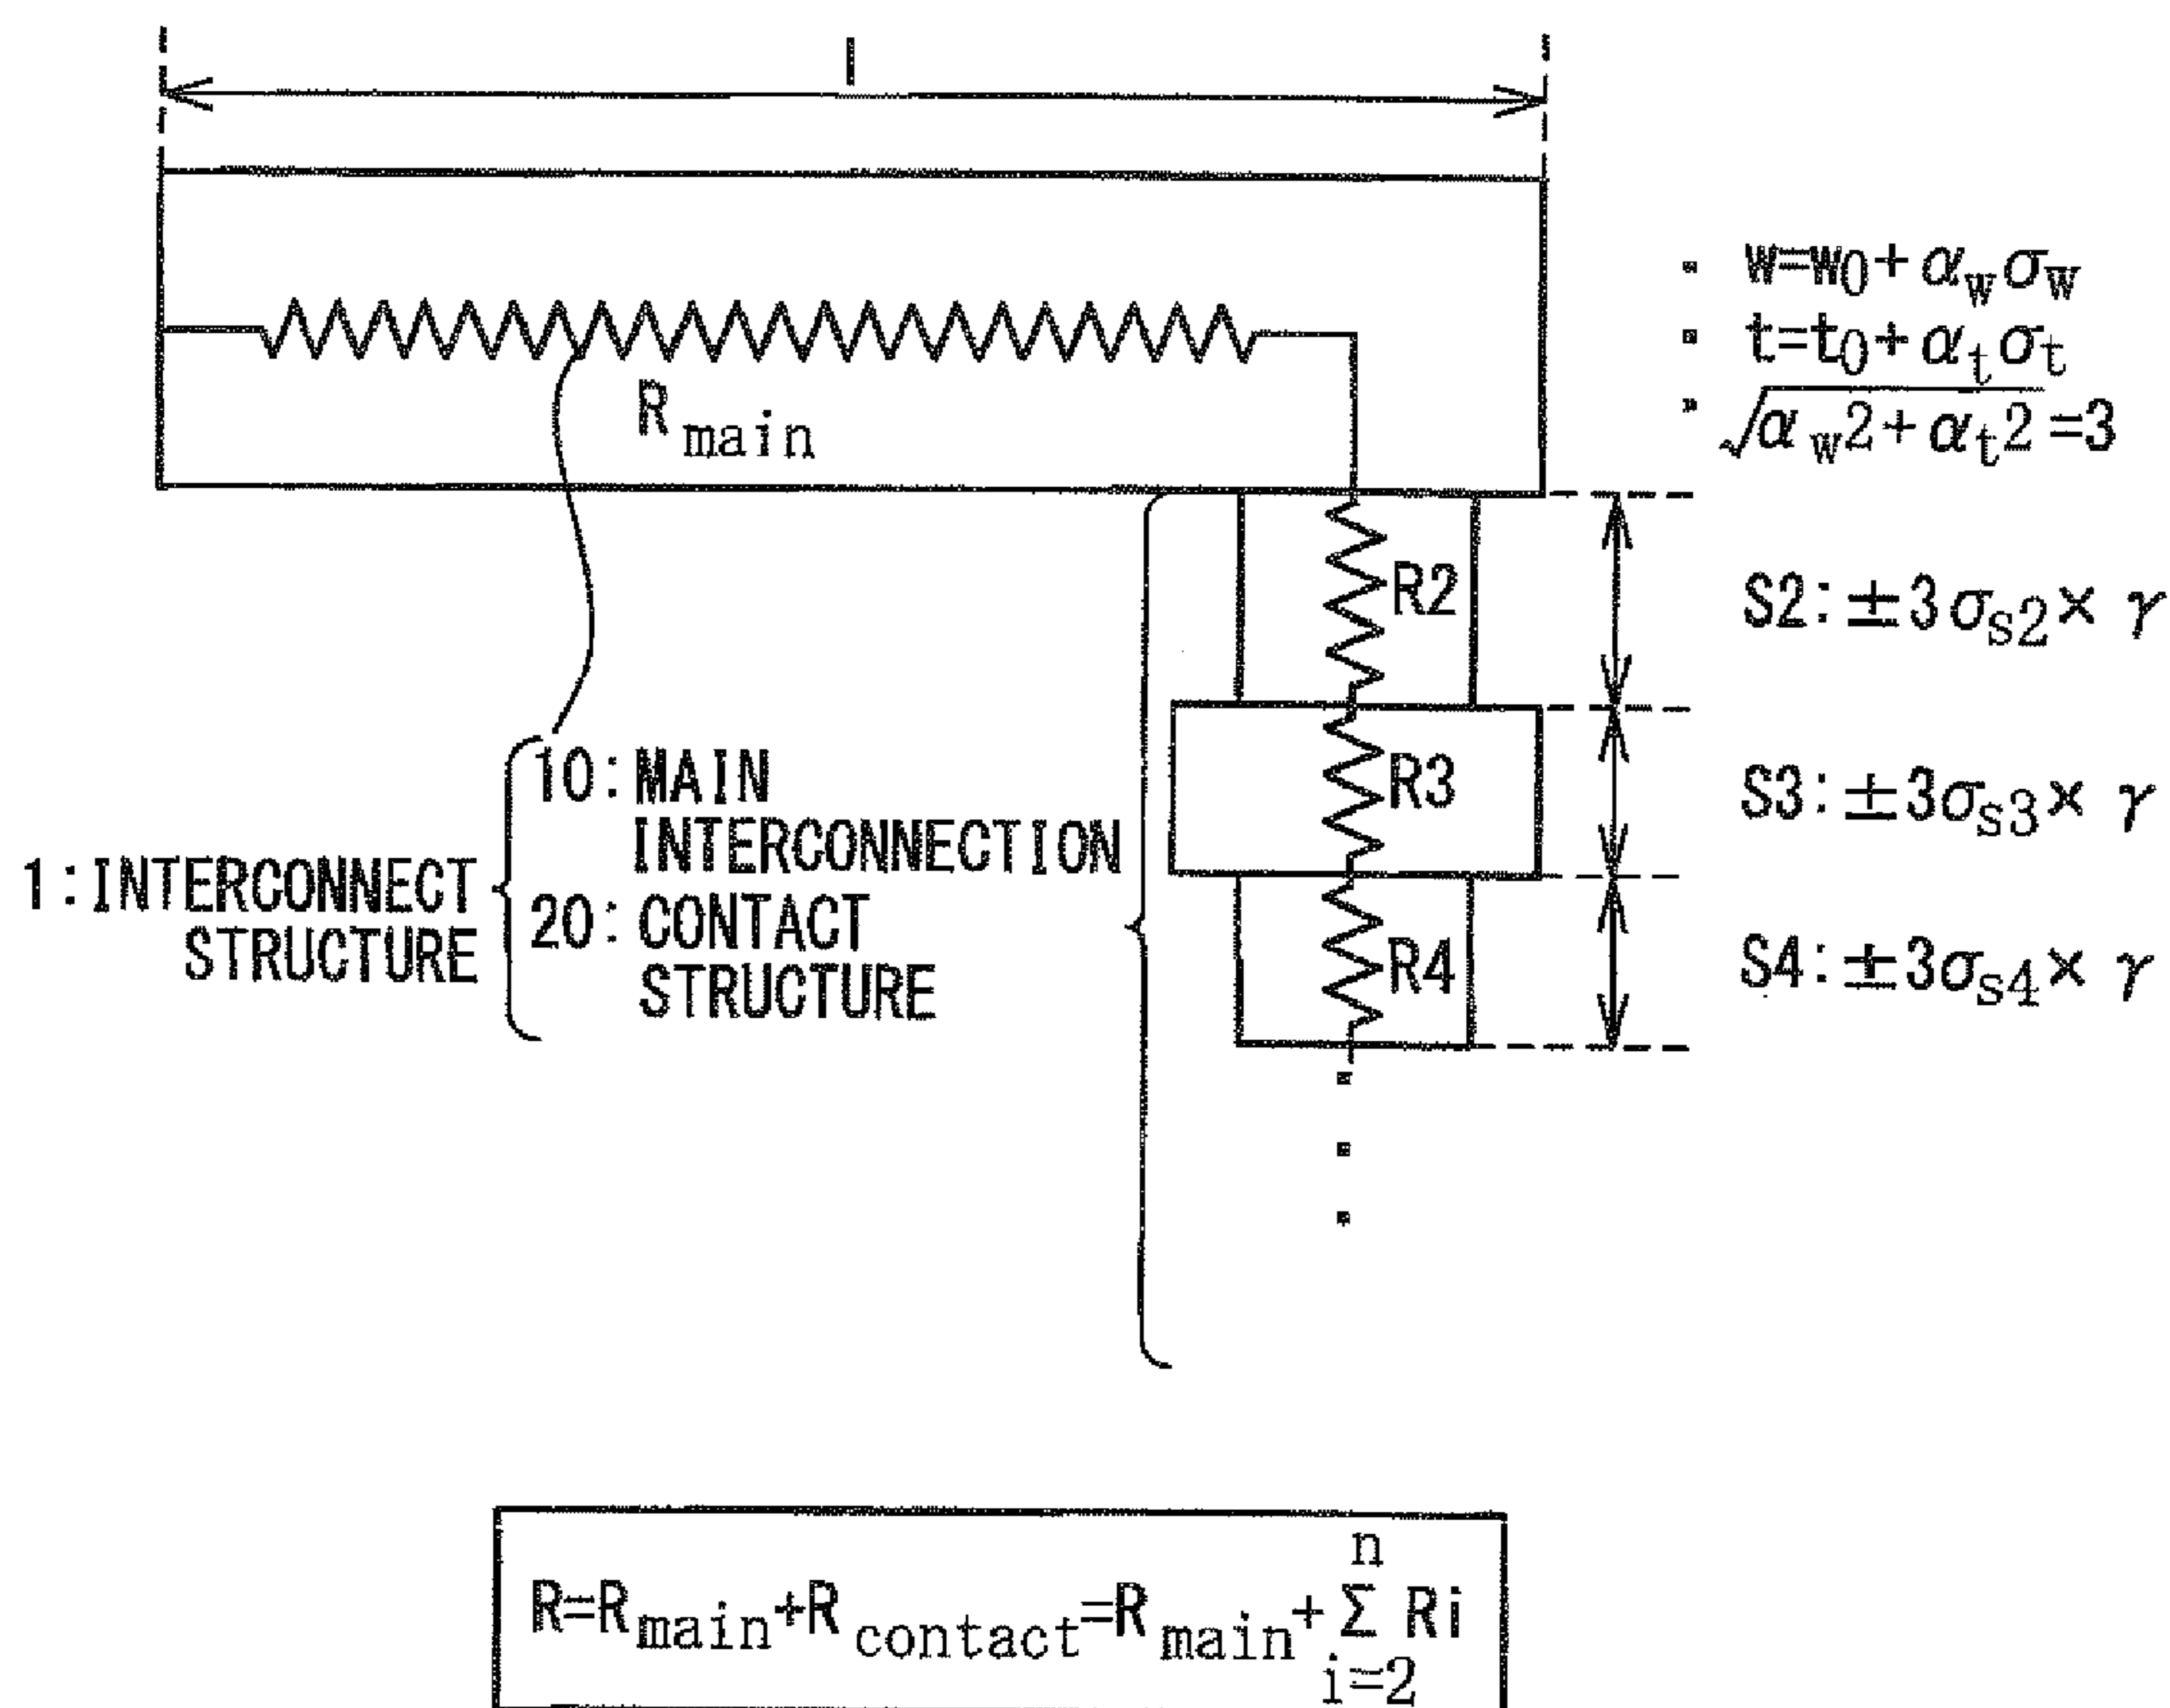 l
w=w₀+α_wσ_w
t=t₀+α_tσ_t
√α_w2+α_t2=3
R_main
R2
S2:±3σ_s2× γ
R3
S3:±3σ_s3× γ
R4
S4:±3σ_s4× γ
1:INTERCONNECT
STRUCTURE
10:MAIN
INTERCONNECTION
20:CONTACT
STRUCTURE
R=R_main+R_contact=R_main+Σ Ri
n
i=2